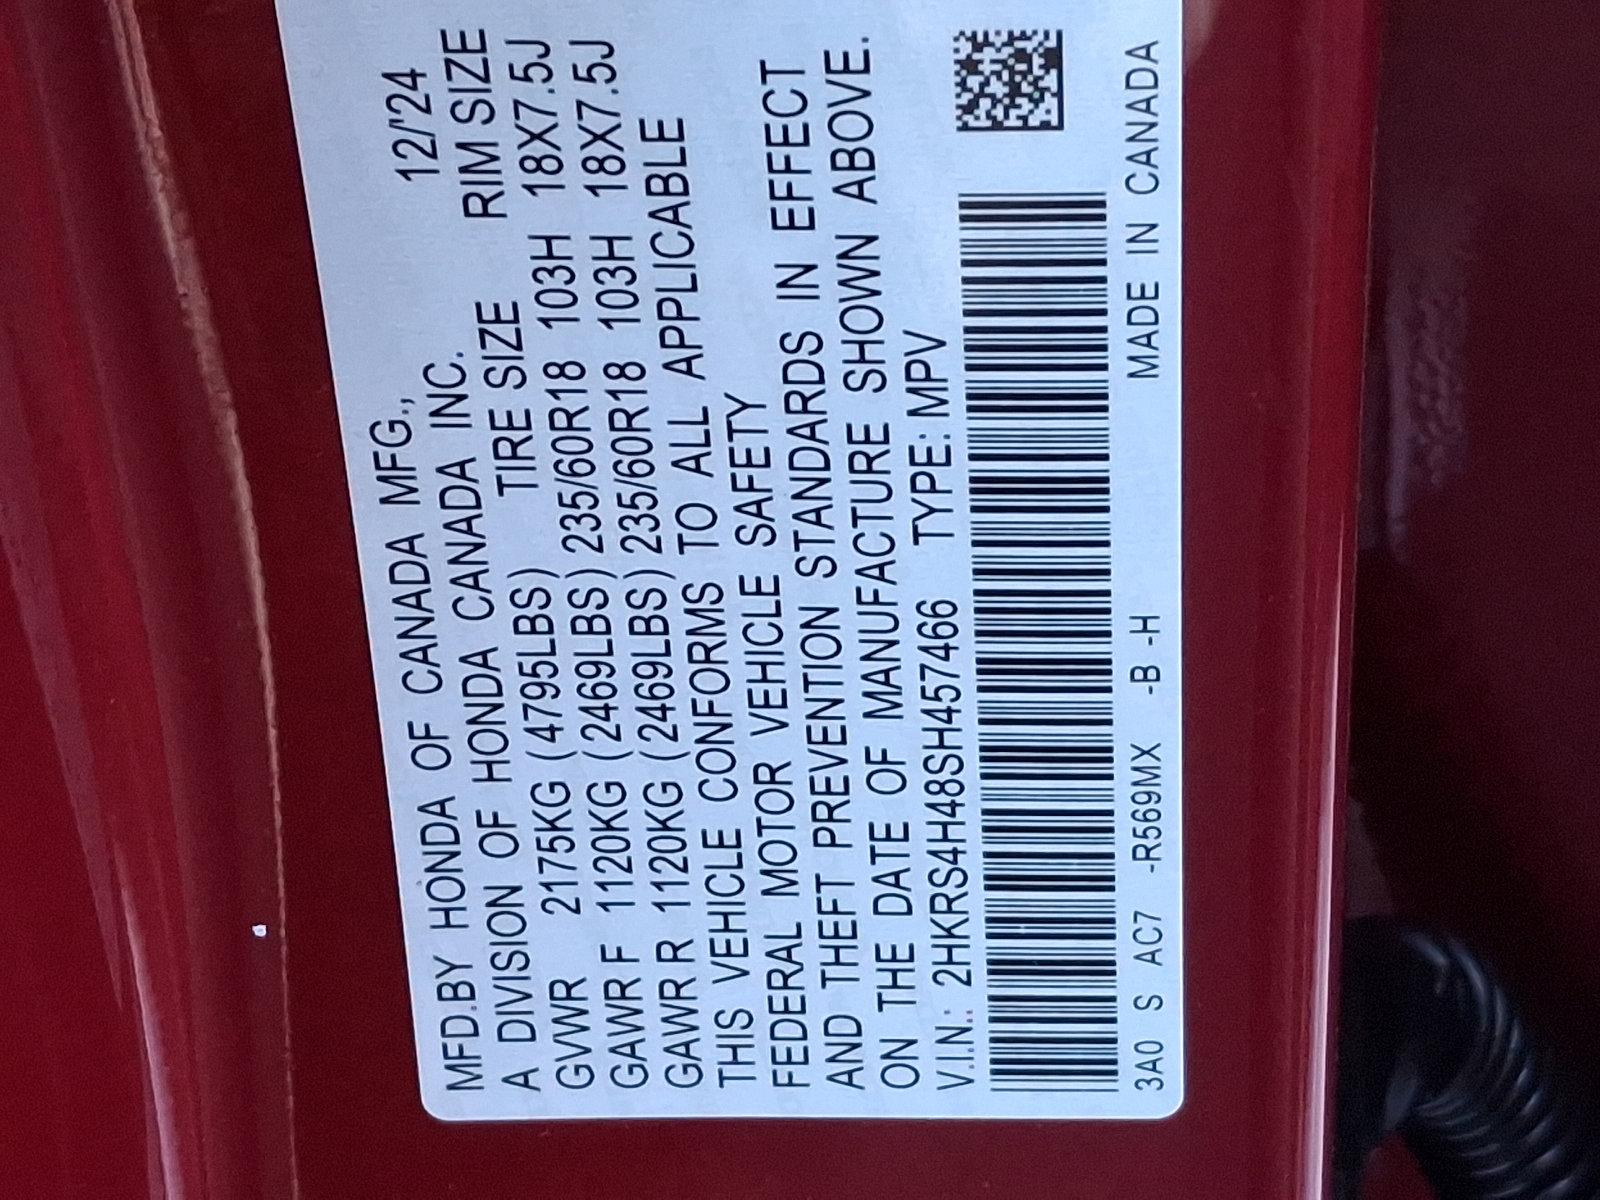 MFD.BY HONDA OF CANADA MFG., 12/'24
A DIVISION OF HONDA CANADA INC.
GVWR 2175KG (4795LBS) TIRE SIZE RIM SIZE
GAWR F 1120KG (2469LBS) 235/60R18 103H 18X7.5J
GAWR R 1120KG (2469LBS) 235/60R18 103H 18X7.5J
THIS VEHICLE CONFORMS TO ALL APPLICABLE
FEDERAL MOTOR VEHICLE SAFETY
AND THEFT PREVENTION STANDARDS IN EFFECT
ON THE DATE OF MANUFACTURE SHOWN ABOVE.
V.I.N.: 2HKRS4H48SH457466 TYPE: MPV
3A0 S AC7 -R569MX -B -H MADE IN CANADA